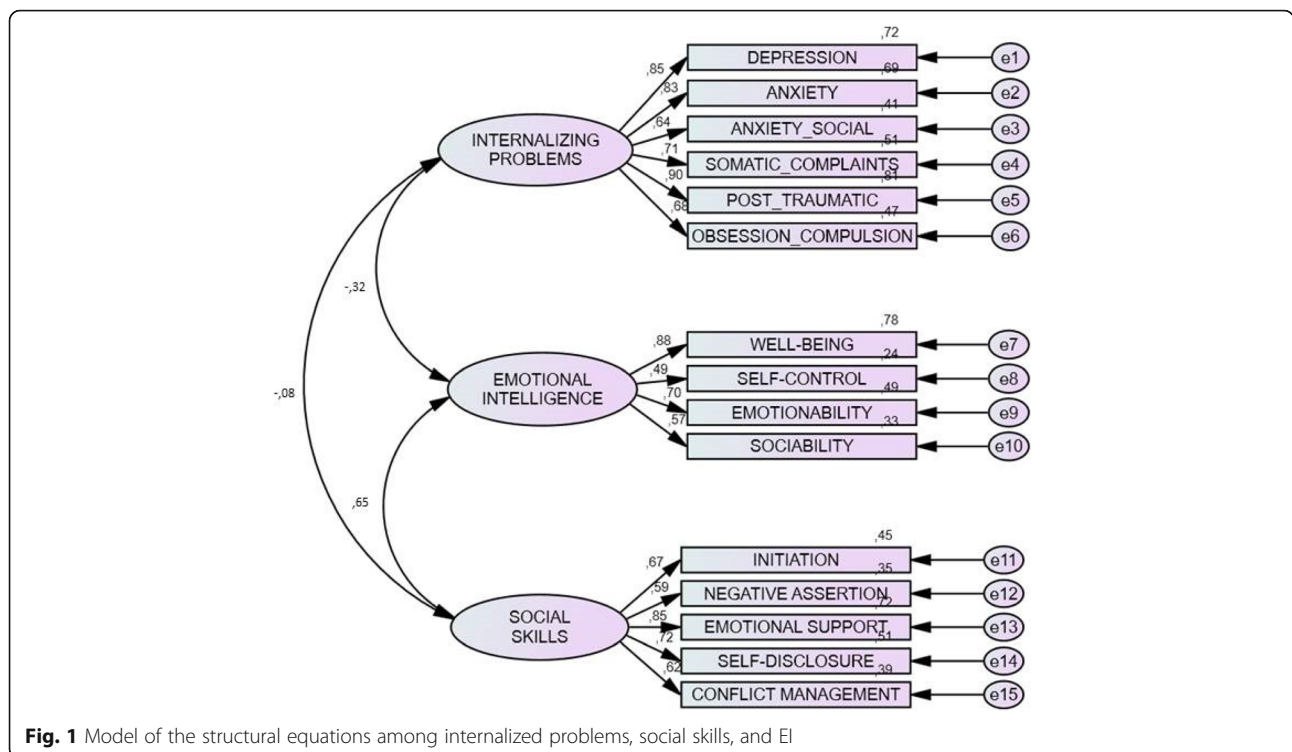 ,72
DEPRESSION
e1
,85
,69
ANXIETY
e2
,83
,41
ANXIETY_SOCIAL
e3
,64
,51
SOMATIC_COMPLAINTS
e4
,71
,81
POST_TRAUMATIC
e5
,90
,47
OBSESSION_COMPULSION
e6
,68
INTERNALIZING
PROBLEMS
-,32
-,08
,65
,78
WELL-BEING
e7
,88
,24
SELF-CONTROL
e8
,49
,49
EMOTIONABILITY
e9
,70
,33
SOCIABILITY
e10
,57
EMOTIONAL
INTELLIGENCE
,45
INITIATION
e11
,67
,35
NEGATIVE ASSERTION
e12
,59
,72
EMOTIONAL SUPPORT
e13
,85
,51
SELF-DISCLOSURE
e14
,72
,39
CONFLICT MANAGEMENT
e15
,62
SOCIAL
SKILLS
Fig. 1 Model of the structural equations among internalized problems, social skills, and EI